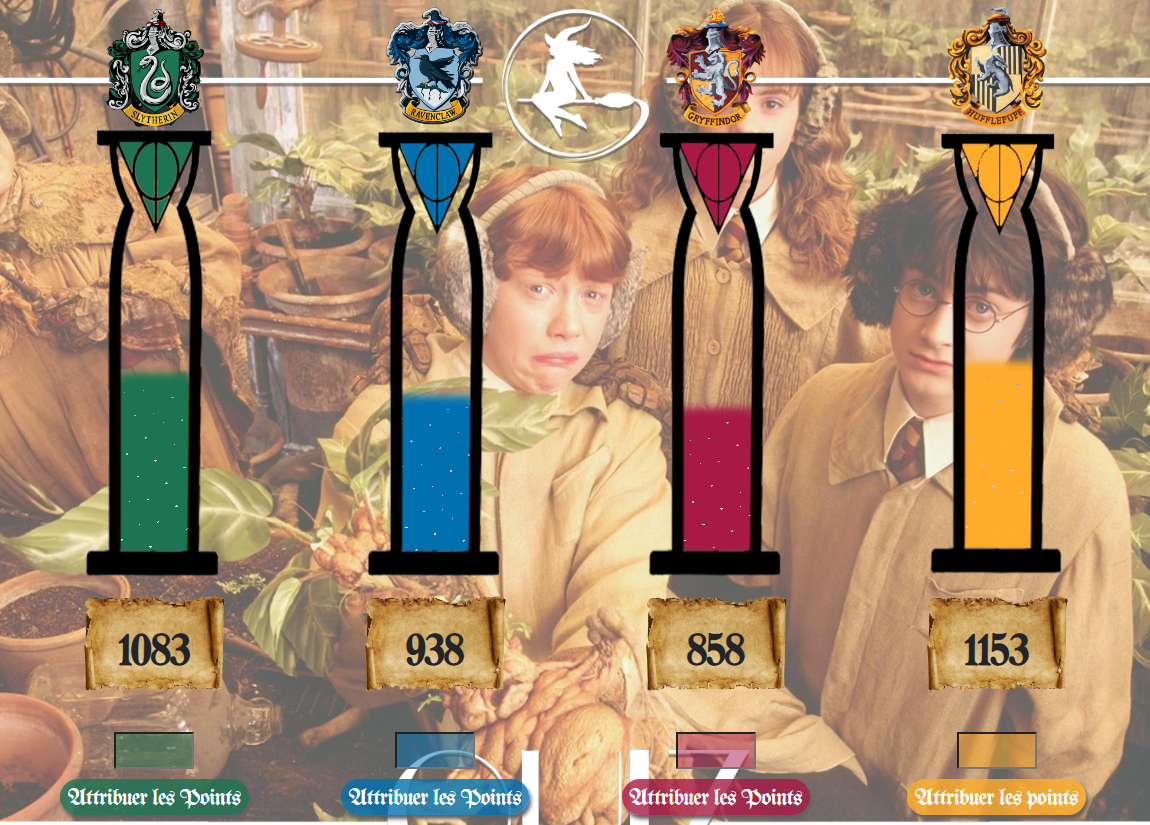 SLYTHERIN
RAVENCLAW
GRYFFINDOR
HUFFLEPUFF
1083
938
858
1153
Attribuer les Points
Attribuer les Points
Attribuer les Points
Attribuer les points